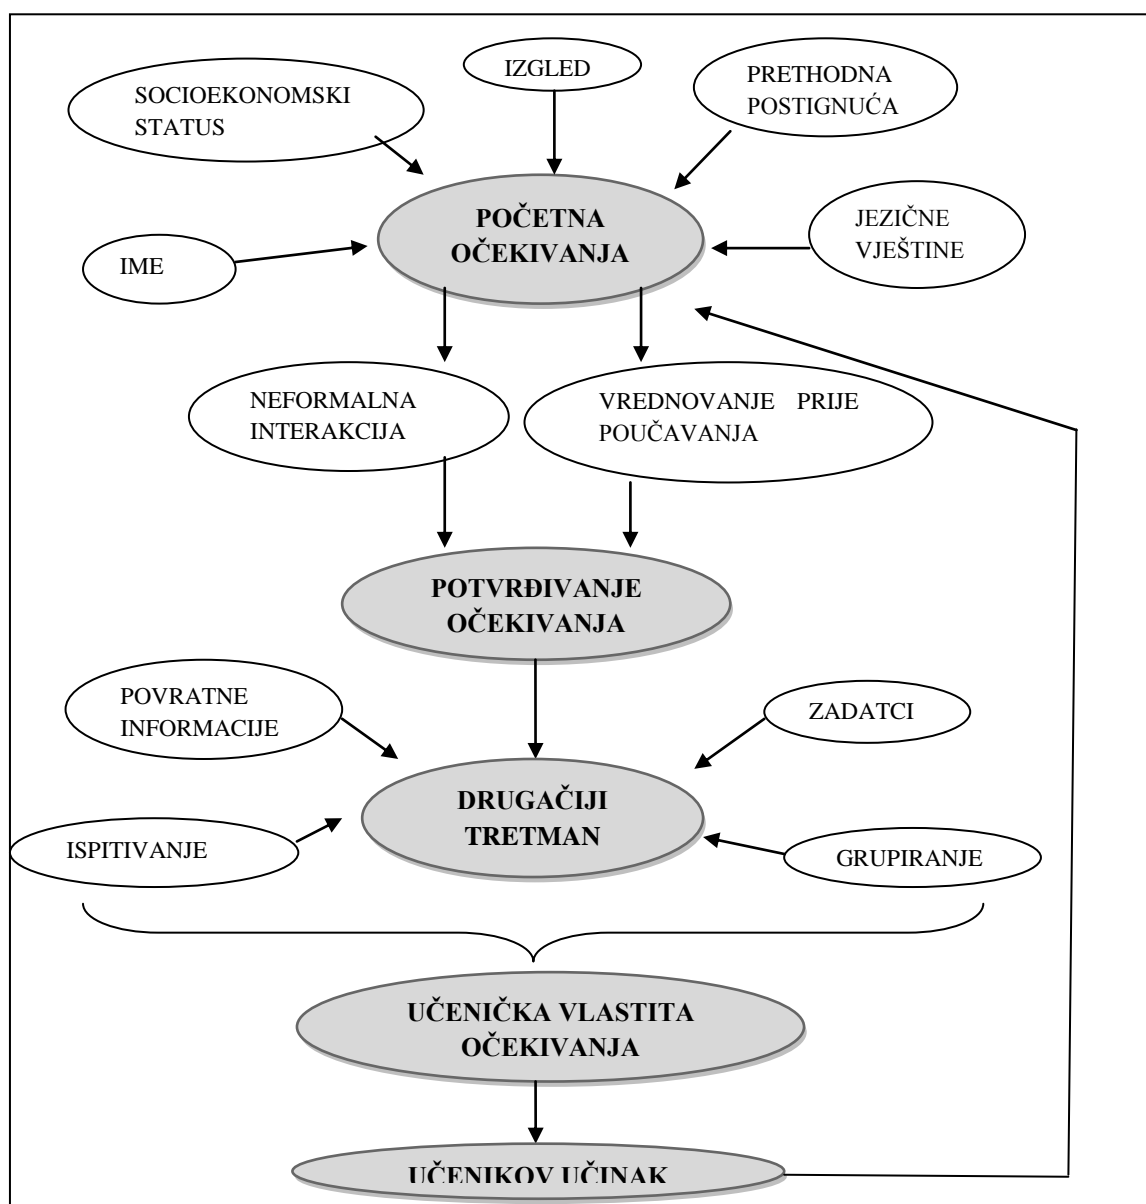 IZGLED
PRETHODNA
POSTIGNUĆA
SOCIOEKONOMSKI
STATUS
POČETNA
OČEKIVANJA
JEZIČNE
VJEŠTINE
IME
NEFORMALNA
INTERAKCIJA
VREDNOVANJE PRIJE
POUČAVANJA
POTVRĐIVANJE
OČEKIVANJA
POVRATNE
INFORMACIJE
ZADATCI
DRUGAČIJI
TRETMAN
ISPITIVANJE
GRUPIRANJE
UČENIČKA VLASTITA
OČEKIVANJA
UČENIKOV UČINAK